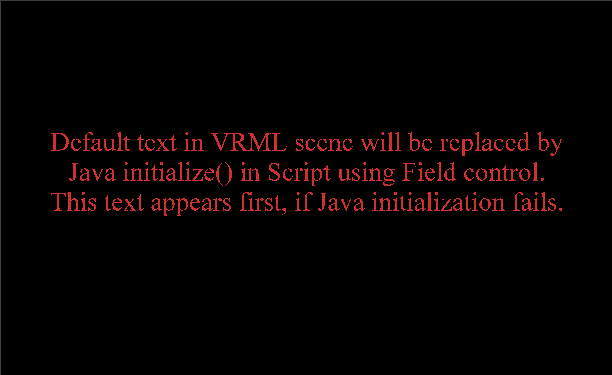 Default text in VRML scene will be replaced by
Java initialize() in Script using Field control.
This text appears first, if Java initialization fails.